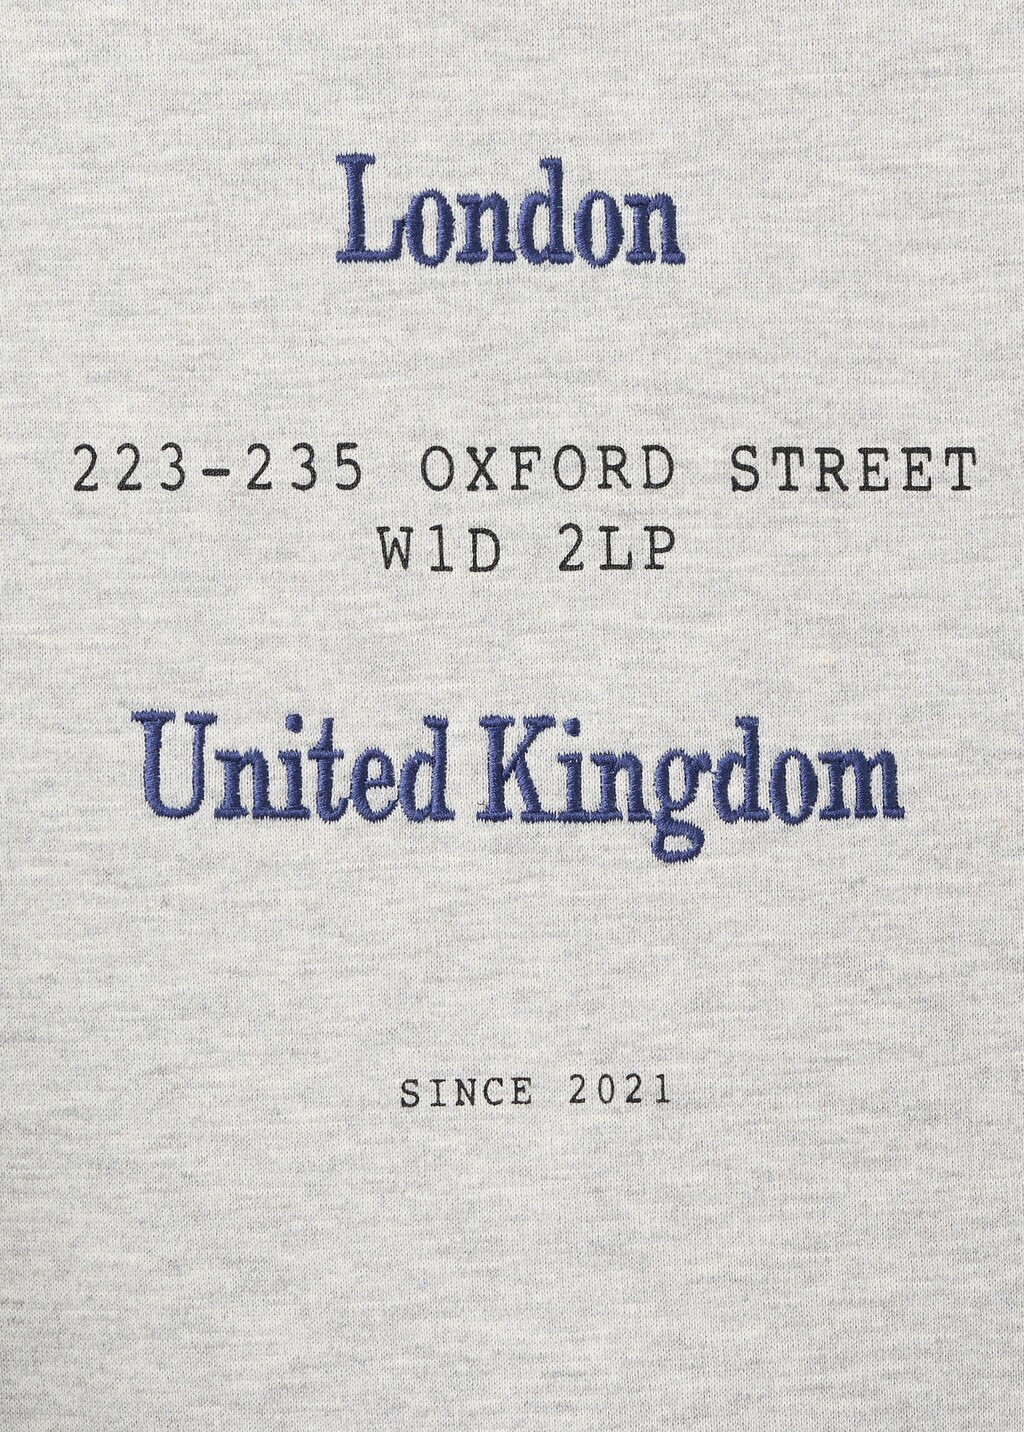 London
223-235 OXFORD STREET
W1D 2LP
United Kingdom
SINCE 2021